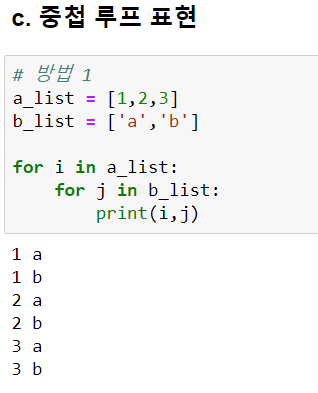 c. 중첩 루프 표현
# 방법 1
a_list = [1,2,3]
b_list = ['a','b']
for i in a_list:
    for j in b_list:
        print(i,j)
1 a
1 b
2 a
2 b
3 a
3 b